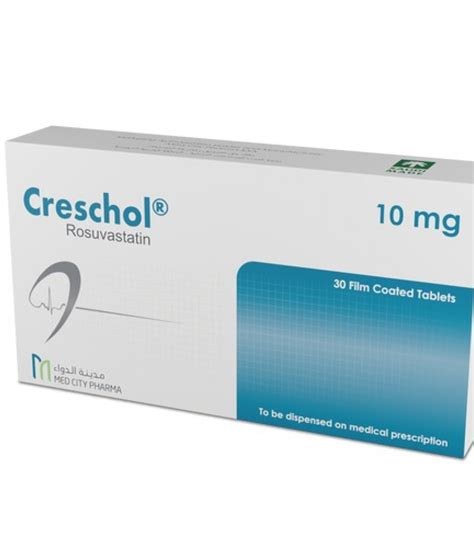 Creschol®
Rosuvastatin
10 mg
30 Film Coated Tablets
مدينة الدواء
MED CITY PHARMA
To be dispensed on medical prescription